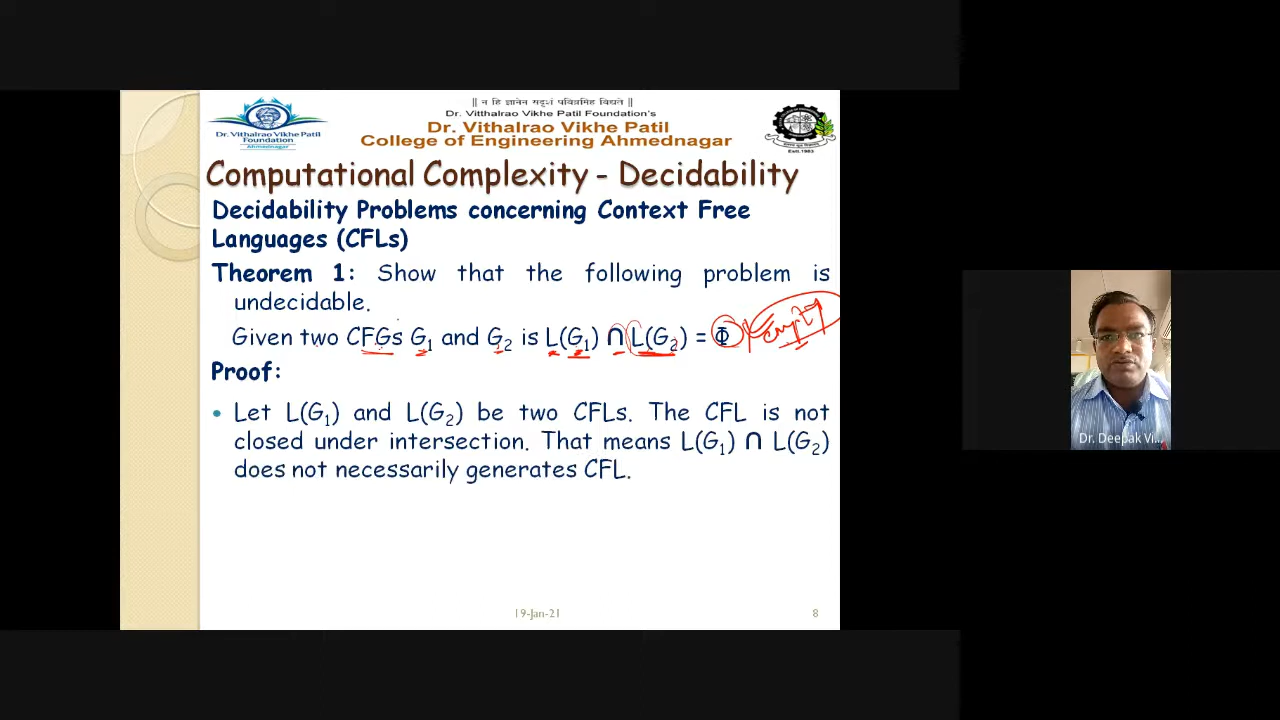 || न हि ज्ञानेन सदृशं पवित्रमिह विद्यते ||
Dr. Vitthalrao Vikhe Patil Foundation's
Dr. Vithalrao Vikhe Patil
College of Engineering Ahmednagar
Dr. Vithalrao Vikhe Patil
Foundation
Ahmednagar
Estd. 1983
Computational Complexity - Decidability
Decidability Problems concerning Context Free
Languages (CFLs)
Theorem 1: Show that the following problem is
undecidable.
Given two CFGs G1 and G2 is L(G1) ∩ L(G2) = Φ Empty
Proof:
• Let L(G1) and L(G2) be two CFLs. The CFL is not
closed under intersection. That means L(G1) ∩ L(G2)
does not necessarily generates CFL.
19-Jan-21 8
Dr. Deepak Vi...